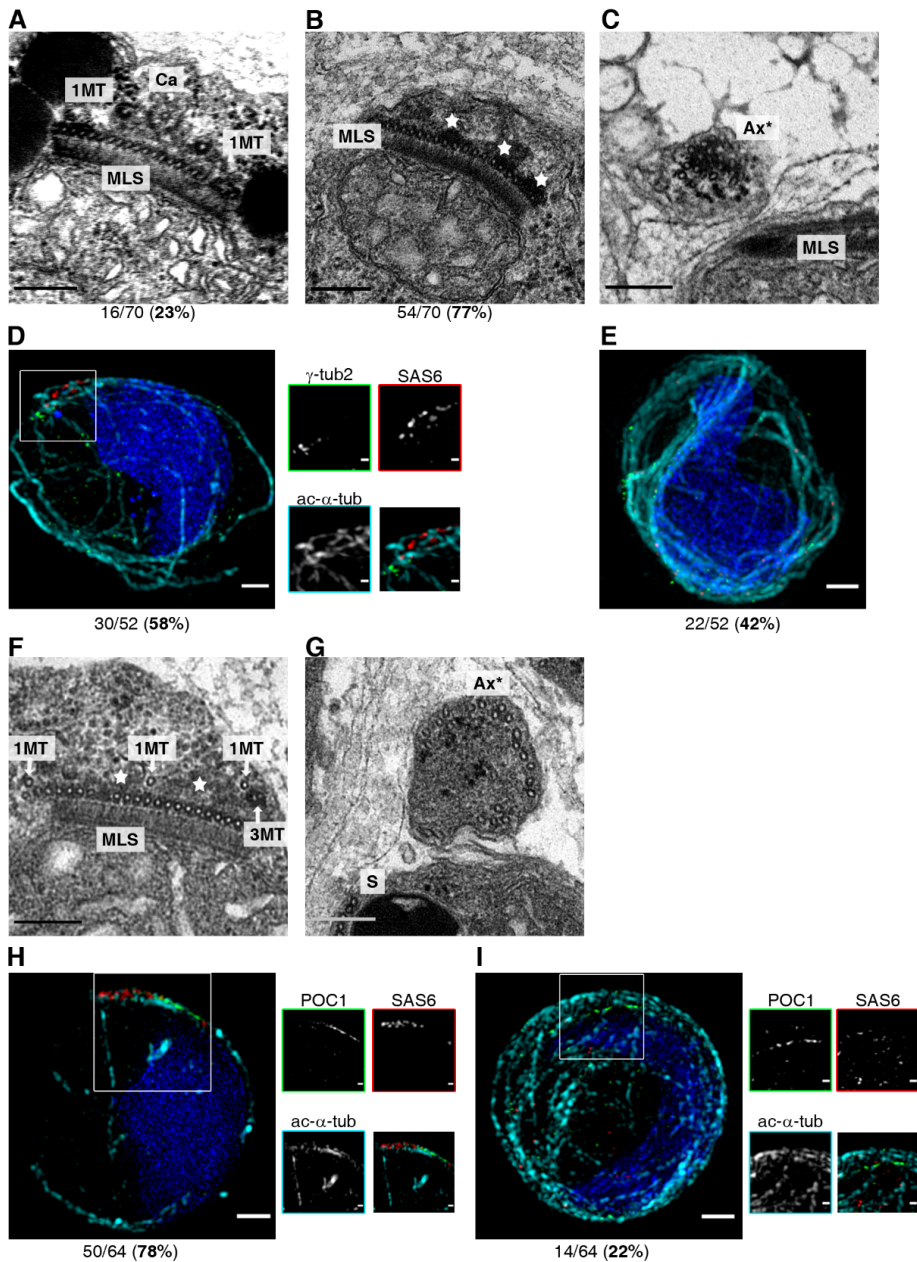 A
B
C
1MT
Ca
1MT
MLS
MLS
Ax*
MLS
16/70 (23%)
54/70 (77%)
D
E
γ-tub2
SAS6
ac-α-tub
30/52 (58%)
22/52 (42%)
F
G
1MT
1MT
1MT
MLS
3MT
Ax*
S
H
I
POC1
SAS6
ac-α-tub
POC1
SAS6
ac-α-tub
50/64 (78%)
14/64 (22%)